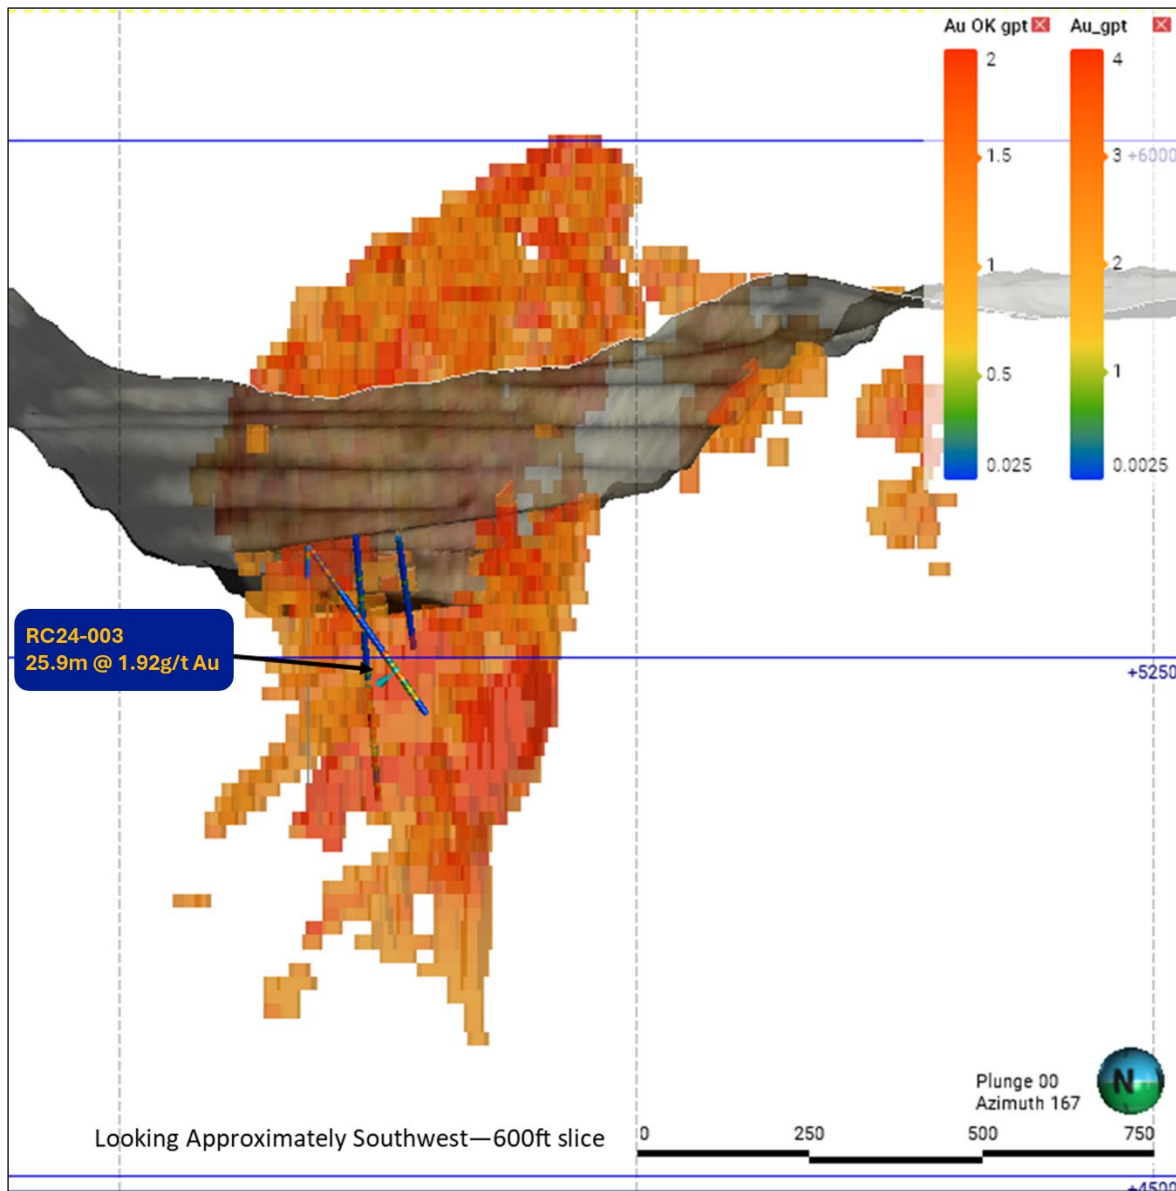 Au OK gpt Au_gpt
2 4
1.5 3 +6000
1 2
0.5 1
0.025 0.0025
RC24-003
25.9m @ 1.92g/t Au
+5250
Plunge 00
Azimuth 167
N
Looking Approximately Southwest—600ft slice
0 250 500 750
+4500